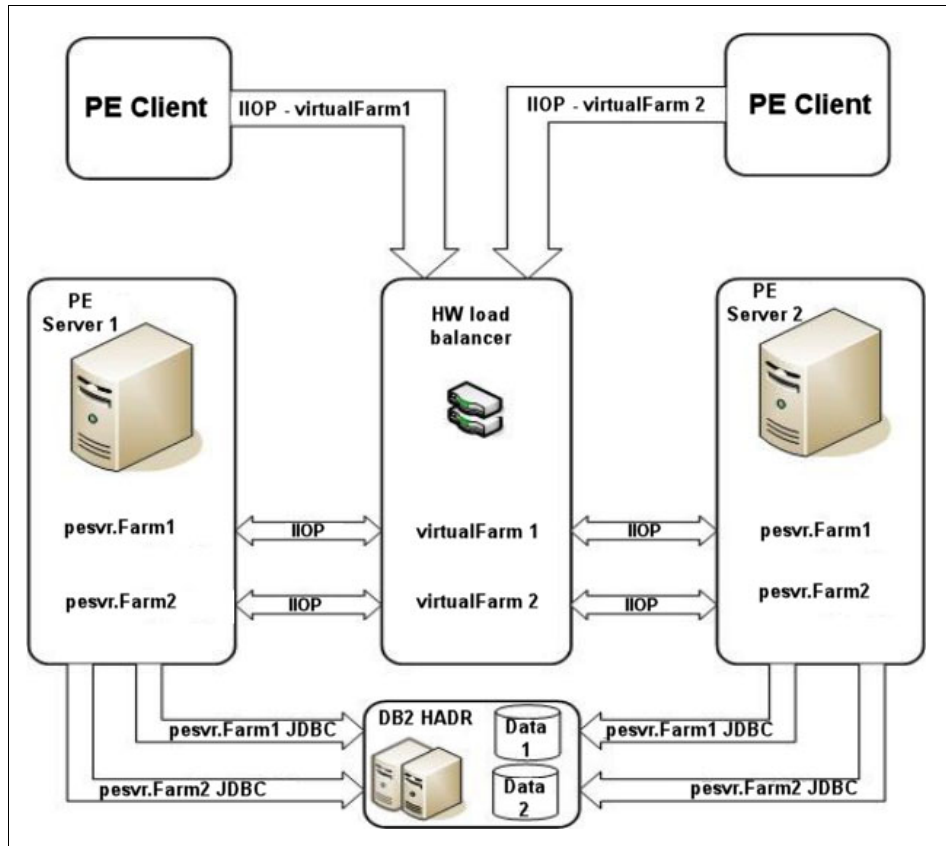 PE Client
IIOP - virtualFarm1
IIOP - virtualFarm 2
PE Client
PE
Server 1
HW load
balancer
PE
Server 2
pesvr.Farm1
IIOP
virtualFarm 1
IIOP
pesvr.Farm1
pesvr.Farm2
IIOP
virtualFarm 2
IIOP
pesvr.Farm2
DB2 HADR
Data
1
pesvr.Farm1 JDBC
pesvr.Farm1 JDBC
Data
2
pesvr.Farm2 JDBC
pesvr.Farm2 JDBC